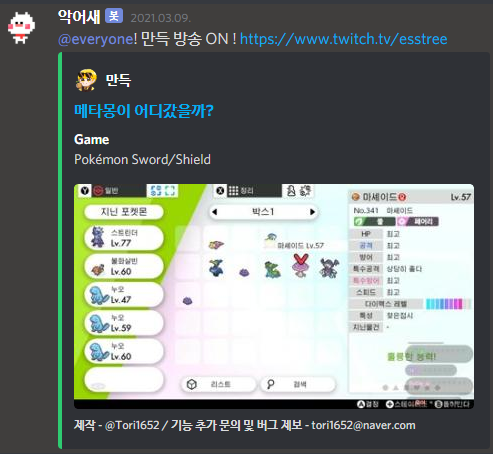 악어새 봇 2021.03.09.
@everyone! 만득 방송 ON ! https://www.twitch.tv/esstree
만득
메타몽이 어디갔을까?
Game
Pokémon Sword/Shield
Y 일반 X 정리
지닌 포켓몬 박스1
스트린더
Lv.77
불화살빈
Lv.60
누오
Lv.47
누오
Lv.59
누오
Lv.60
마셰이드 Lv.57
리스트 검색
마셰이드 Lv.57
No.341 마셰이드
풀 페어리
HP 최고
공격 최고
방어 최고
특수공격 상당히 좋다
특수방어 최고
스피드 최고
다이맥스 레벨
특성
지닌물건 -
훌륭한 능력!
A 결정
제작 - @Tori1652 / 기능 추가 문의 및 버그 제보 - tori1652@naver.com